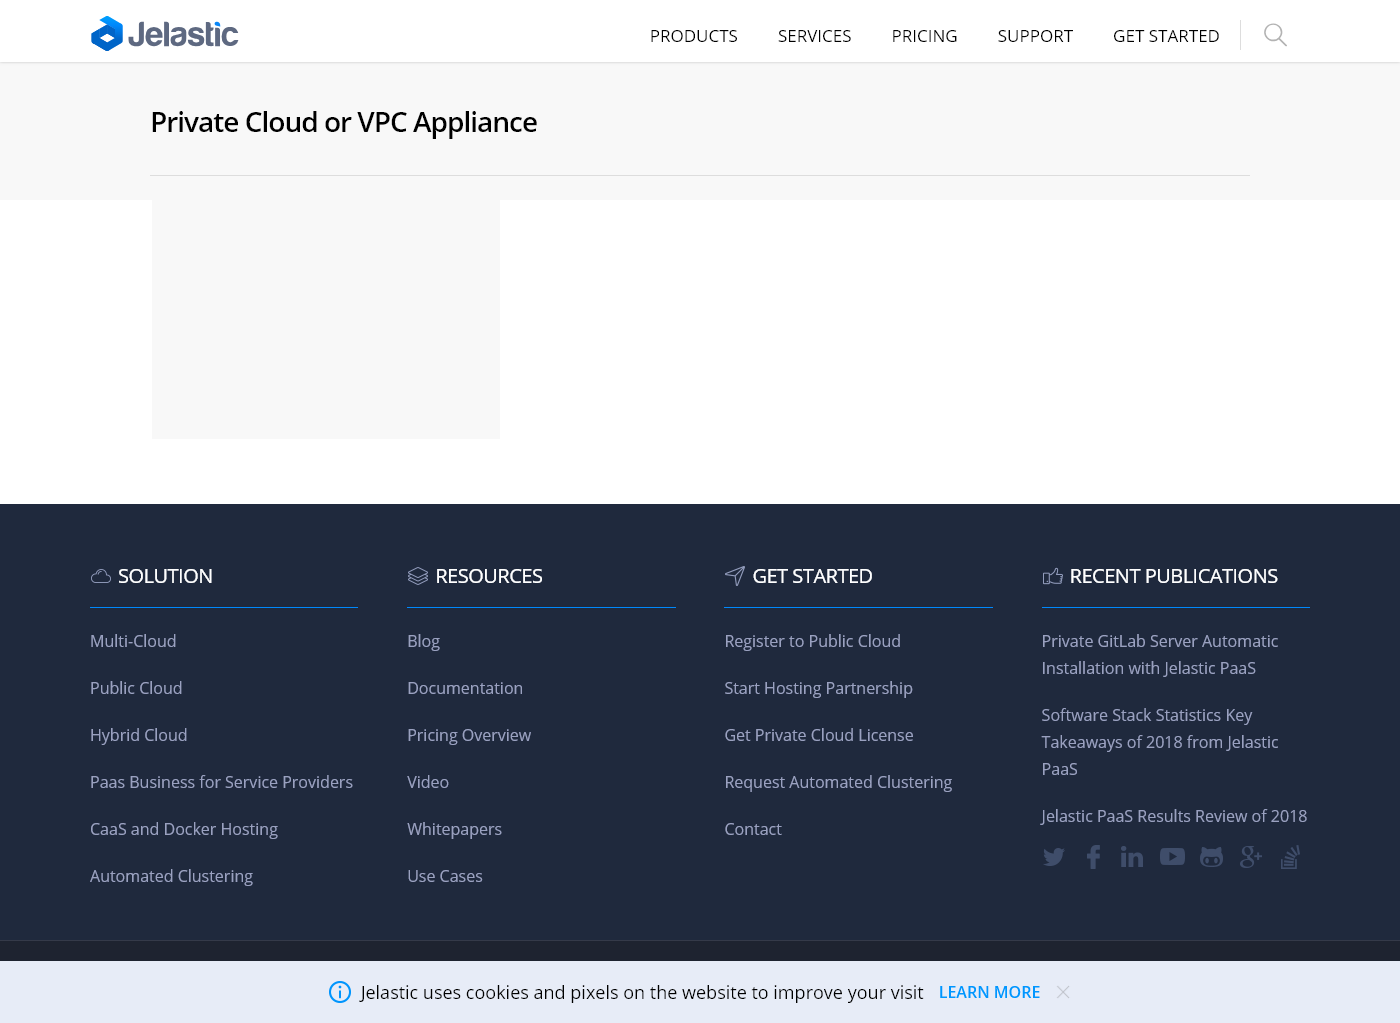 Jelastic
PRODUCTS SERVICES PRICING SUPPORT GET STARTED
Private Cloud or VPC Appliance
SOLUTION
Multi-Cloud
Public Cloud
Hybrid Cloud
Paas Business for Service Providers
CaaS and Docker Hosting
Automated Clustering
RESOURCES
Blog
Documentation
Pricing Overview
Video
Whitepapers
Use Cases
GET STARTED
Register to Public Cloud
Start Hosting Partnership
Get Private Cloud License
Request Automated Clustering
Contact
RECENT PUBLICATIONS
Private GitLab Server Automatic
Installation with Jelastic PaaS
Software Stack Statistics Key
Takeaways of 2018 from Jelastic
PaaS
Jelastic PaaS Results Review of 2018
Jelastic uses cookies and pixels on the website to improve your visit LEARN MORE